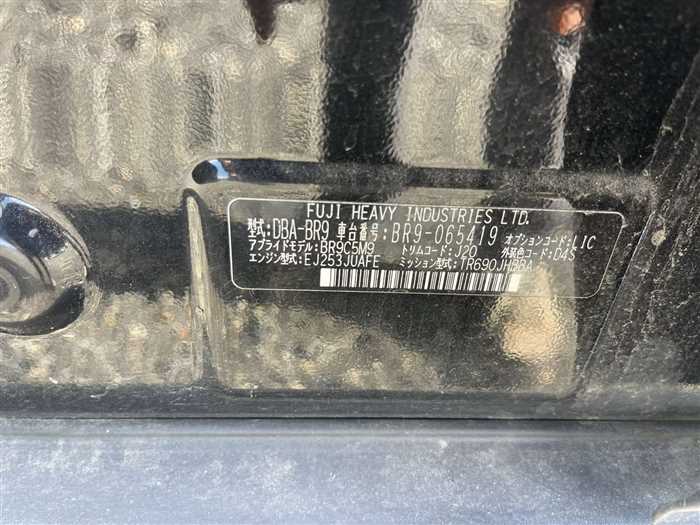 FUJI HEAVY INDUSTRIES LTD.
型式:DBA-BR9 車台番号:BR9-065419 オプションコード:LIC
アプライドモデル:BR9C5M9 トリムコード:J20 外装色コード:D4S
エンジン型式:EJ253JUAFE ミッション型式:TR690JHBBA